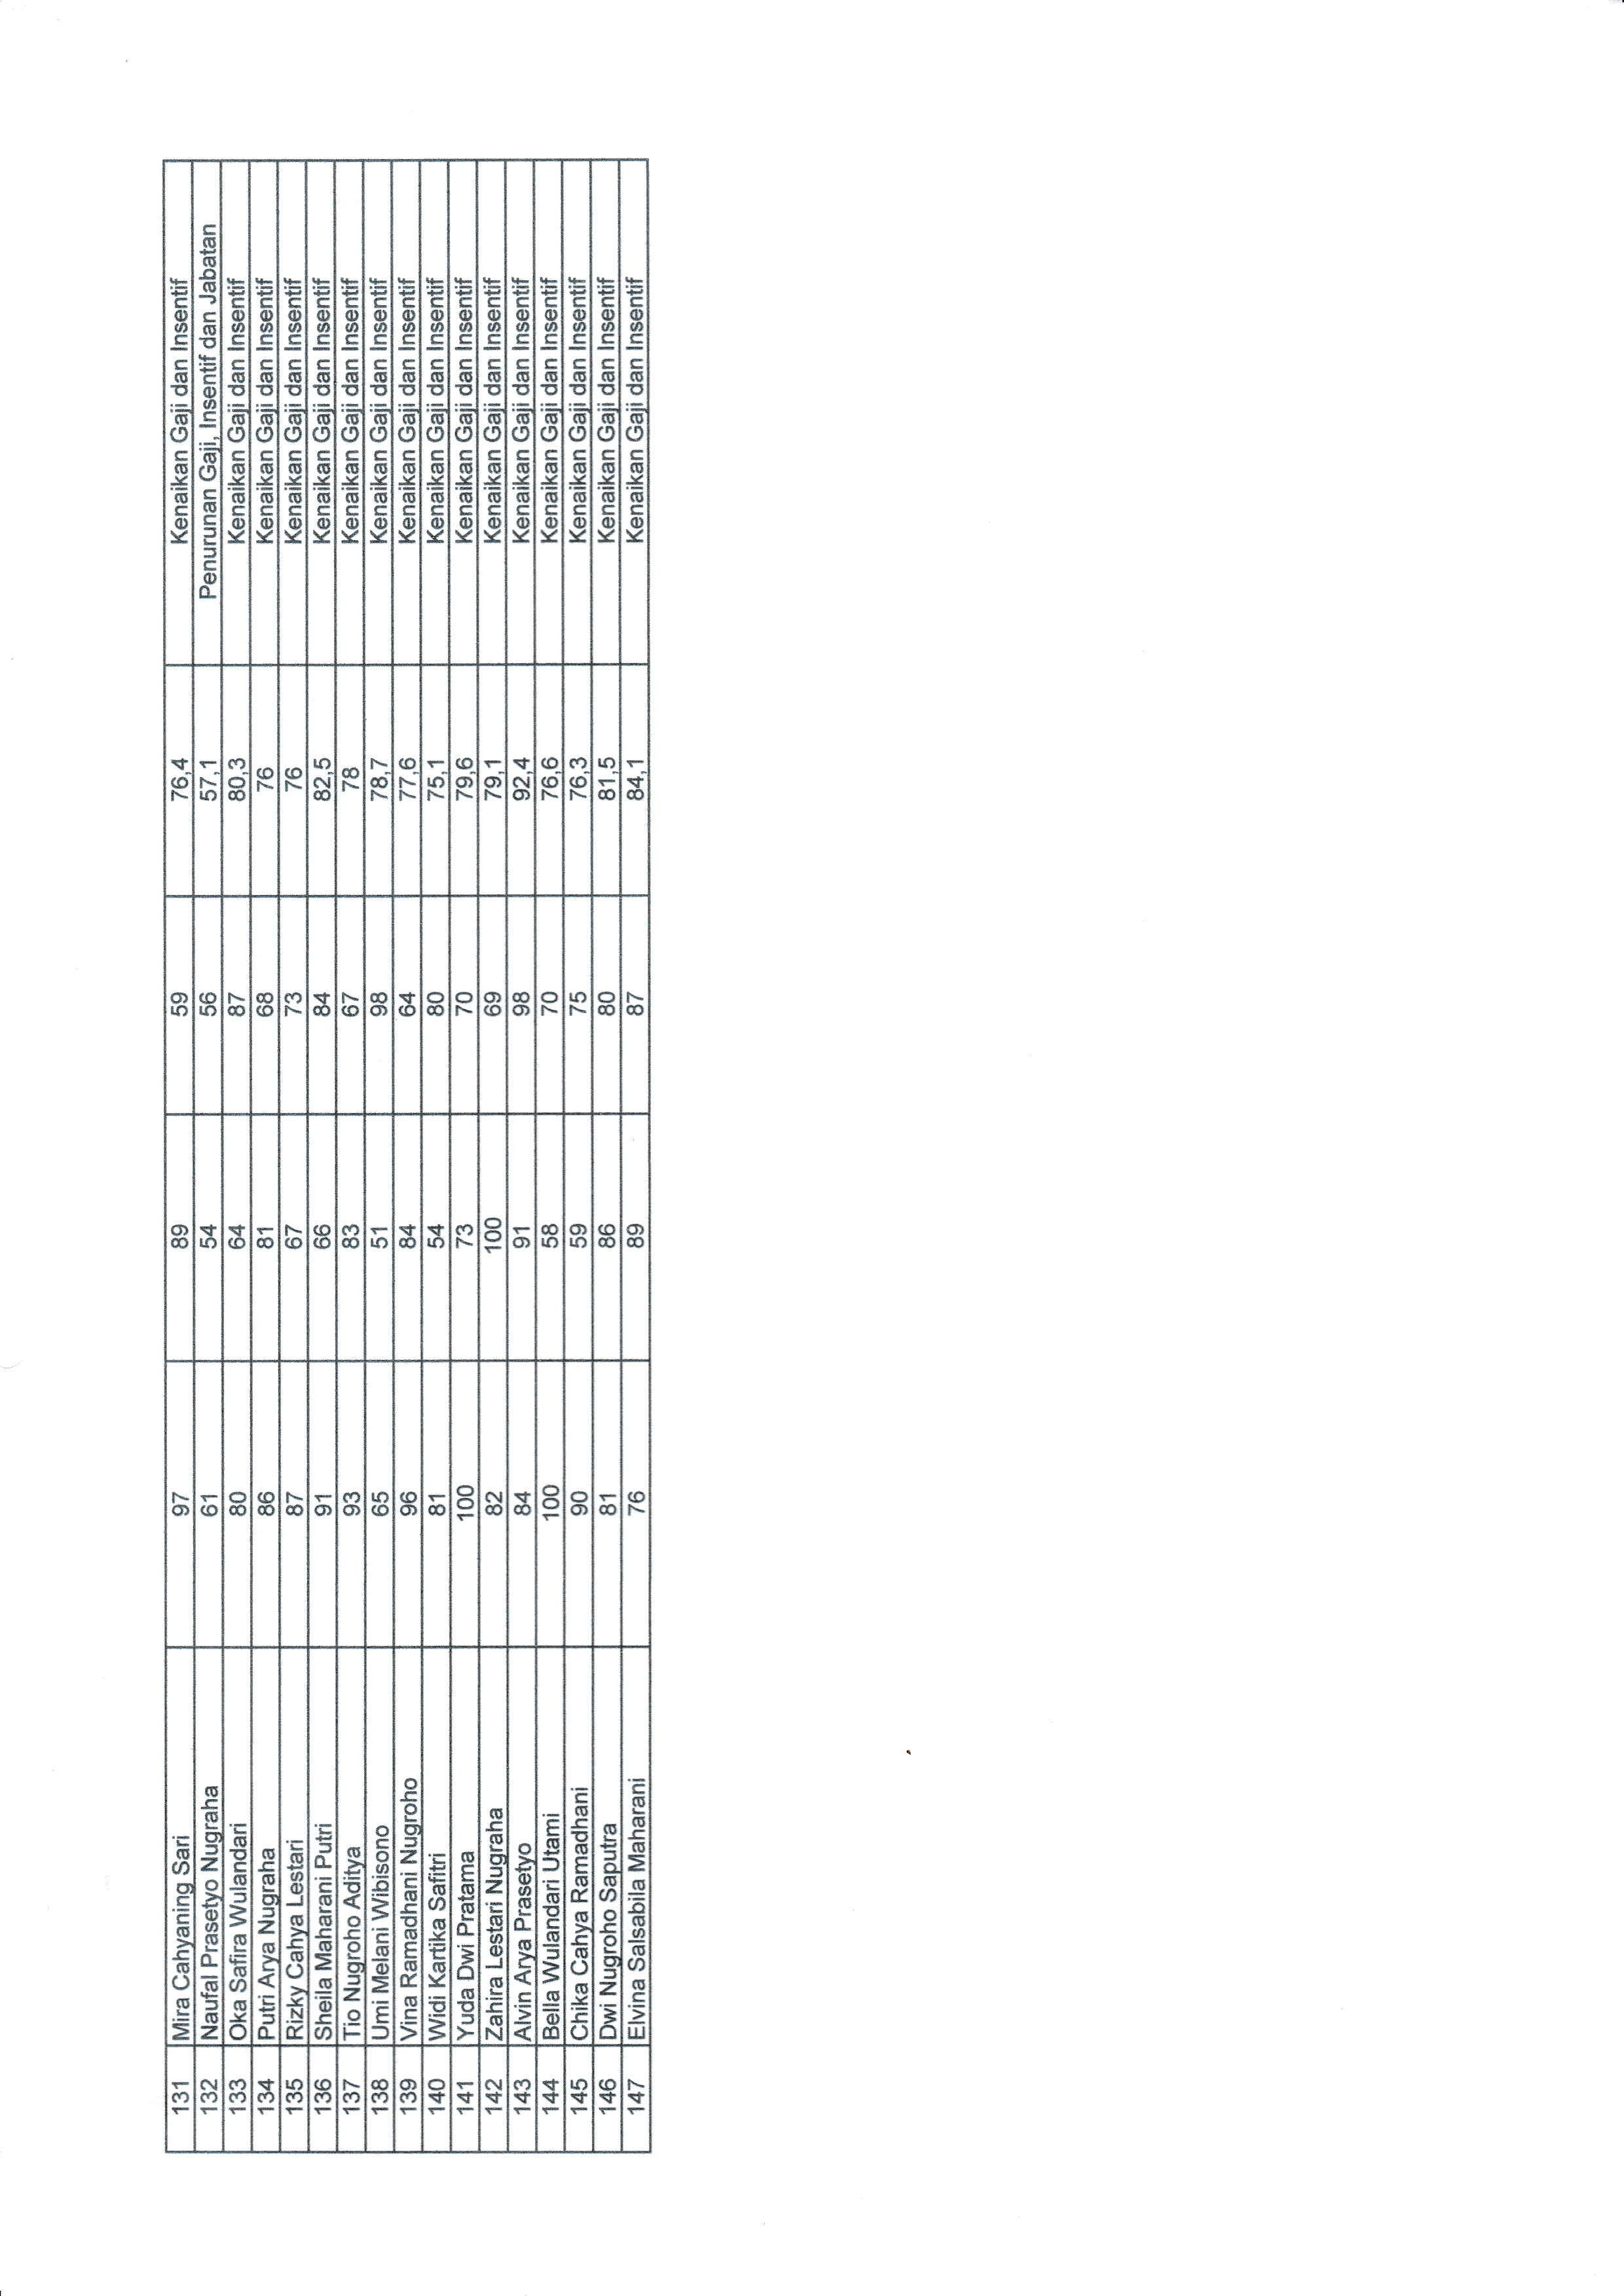 131 Mira Cahyaning Sari 97 89 59 76,4 Kenaikan Gaji dan Insentif
132 Naufal Prasetyo Nugraha 61 54 56 57,1 Penurunan Gaji, Insentif dan Jabatan
133 Oka Safira Wulandari 80 64 87 80,3 Kenaikan Gaji dan Insentif
134 Putri Arya Nugraha 86 81 68 76 Kenaikan Gaji dan Insentif
135 Rizky Cahya Lestari 87 67 73 76 Kenaikan Gaji dan Insentif
136 Sheila Maharani Putri 91 66 84 82,5 Kenaikan Gaji dan Insentif
137 Tio Nugroho Aditya 93 83 67 78 Kenaikan Gaji dan Insentif
138 Umi Melani Wibisono 65 51 98 78,7 Kenaikan Gaji dan Insentif
139 Vina Ramadhani Nugroho 96 84 64 77,6 Kenaikan Gaji dan Insentif
140 Widi Kartika Safitri 81 54 80 75,1 Kenaikan Gaji dan Insentif
141 Yuda Dwi Pratama 100 73 70 79,6 Kenaikan Gaji dan Insentif
142 Zahira Lestari Nugraha 82 100 69 79,1 Kenaikan Gaji dan Insentif
143 Alvin Arya Prasetyo 84 91 98 92,4 Kenaikan Gaji dan Insentif
144 Bella Wulandari Utami 100 58 70 76,6 Kenaikan Gaji dan Insentif
145 Chika Cahya Ramadhani 90 59 75 76,3 Kenaikan Gaji dan Insentif
146 Dwi Nugroho Saputra 81 86 80 81,5 Kenaikan Gaji dan Insentif
147 Elvina Salsabila Maharani 76 89 87 84,1 Kenaikan Gaji dan Insentif